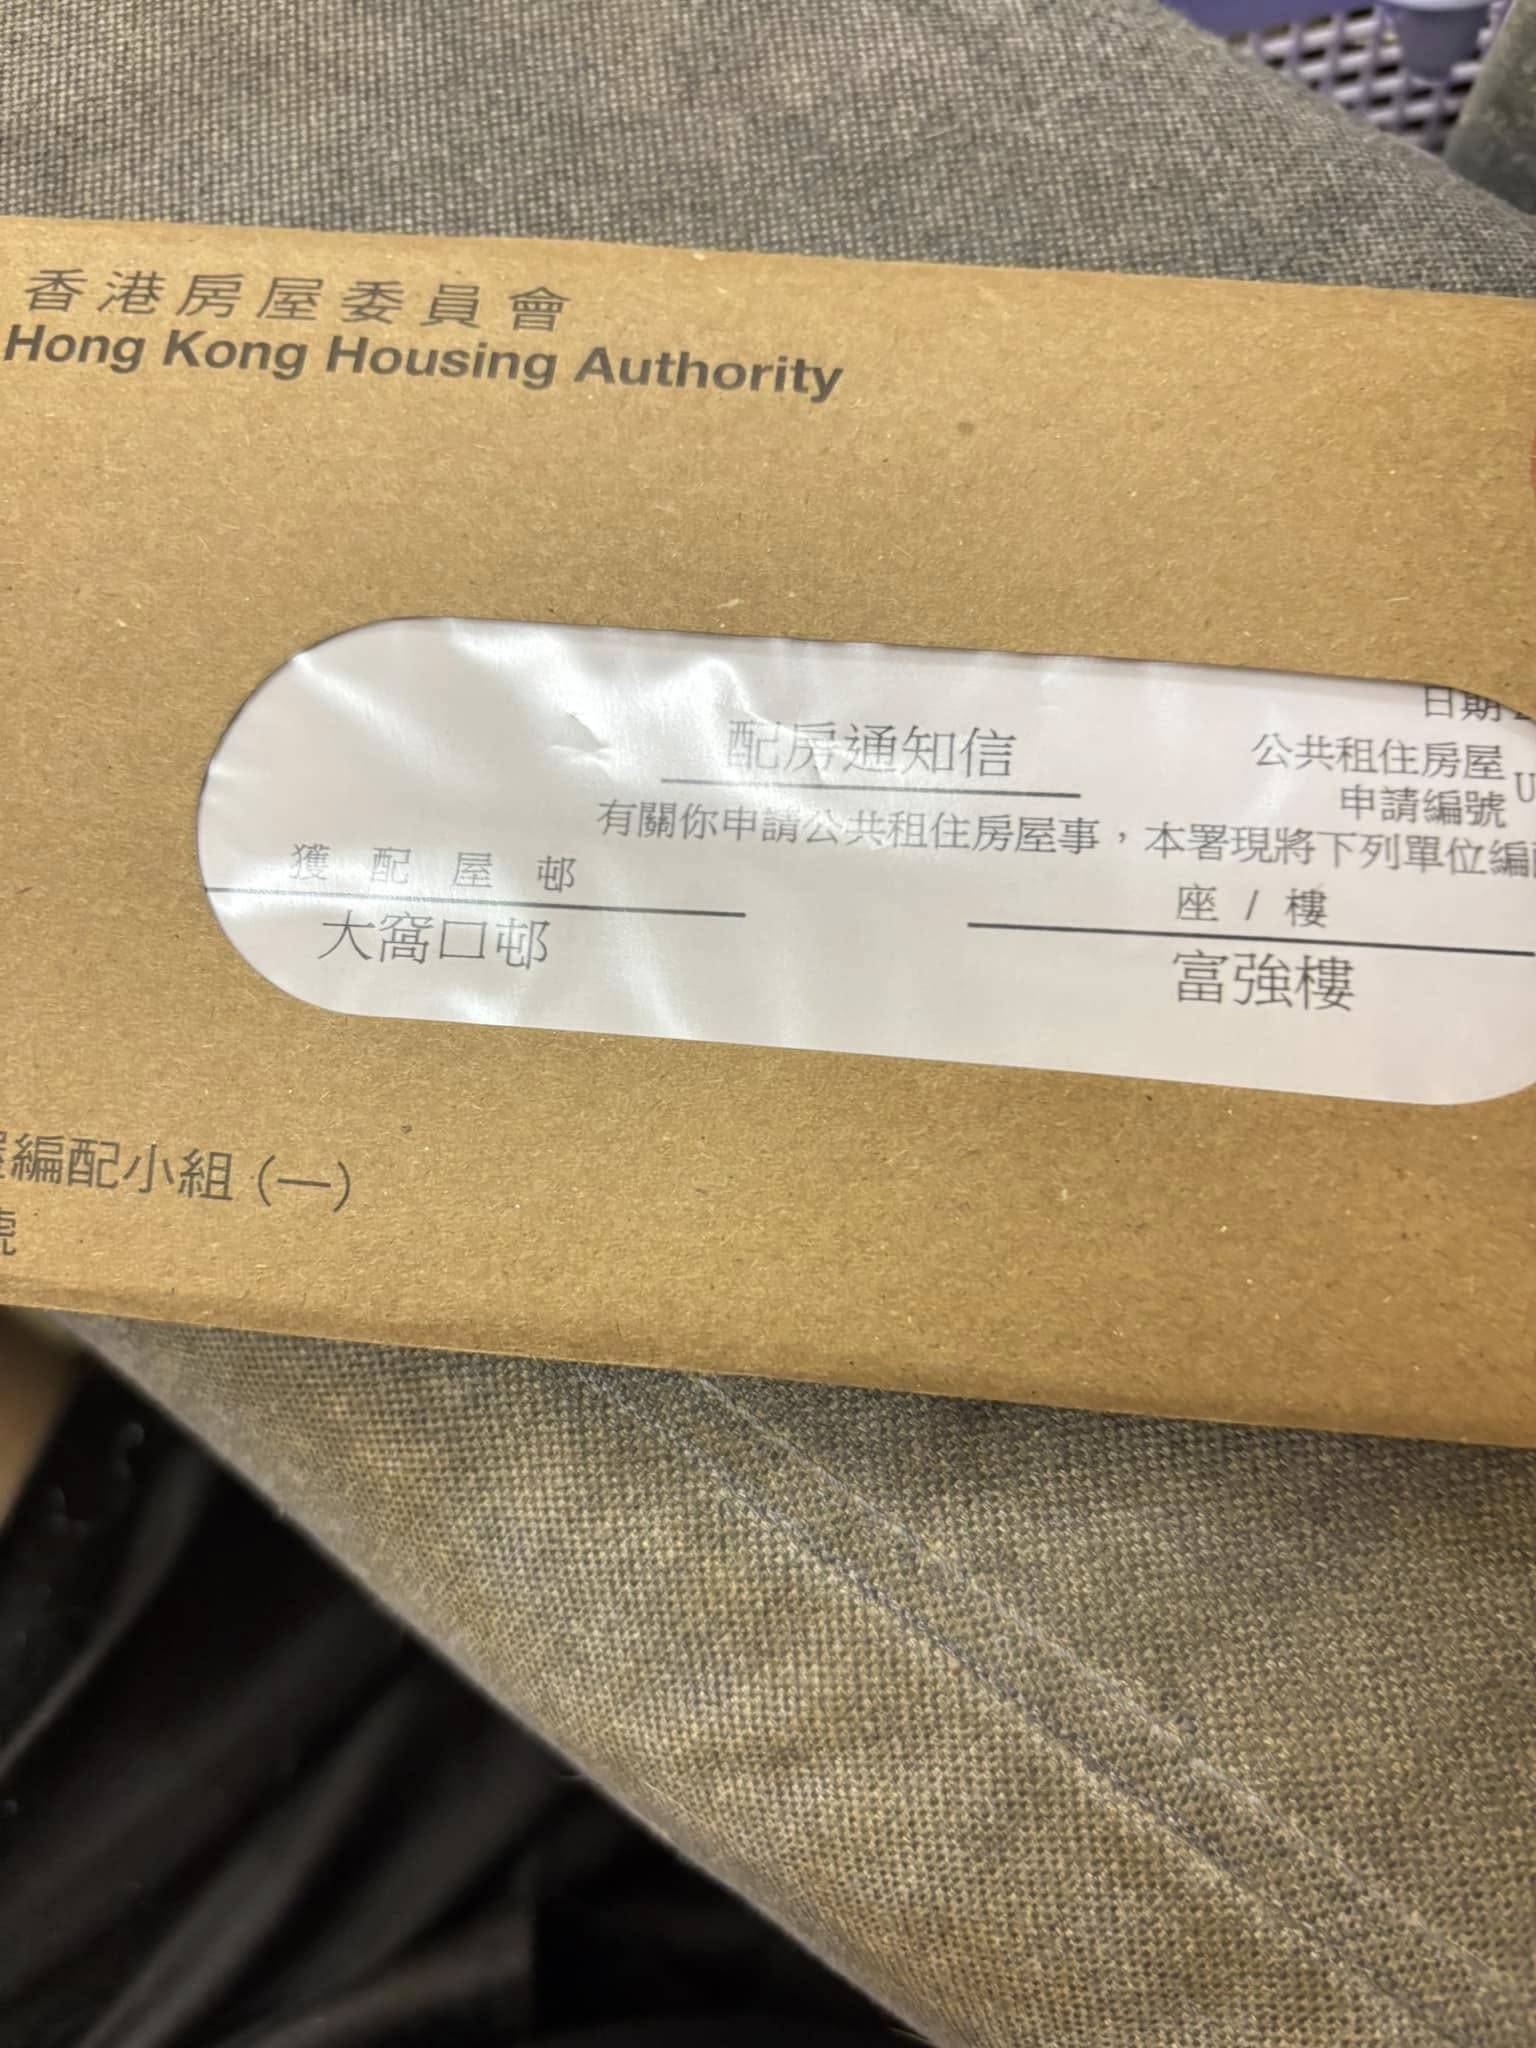 香港房屋委員會
Hong Kong Housing Authority
日期
配房通知信
公共租住房屋
申請編號 U
有關你申請公共租住房屋事，本署現將下列單位編
獲配屋邨
座 / 樓
大窩口邨
富強樓
編配小組 (一)
號